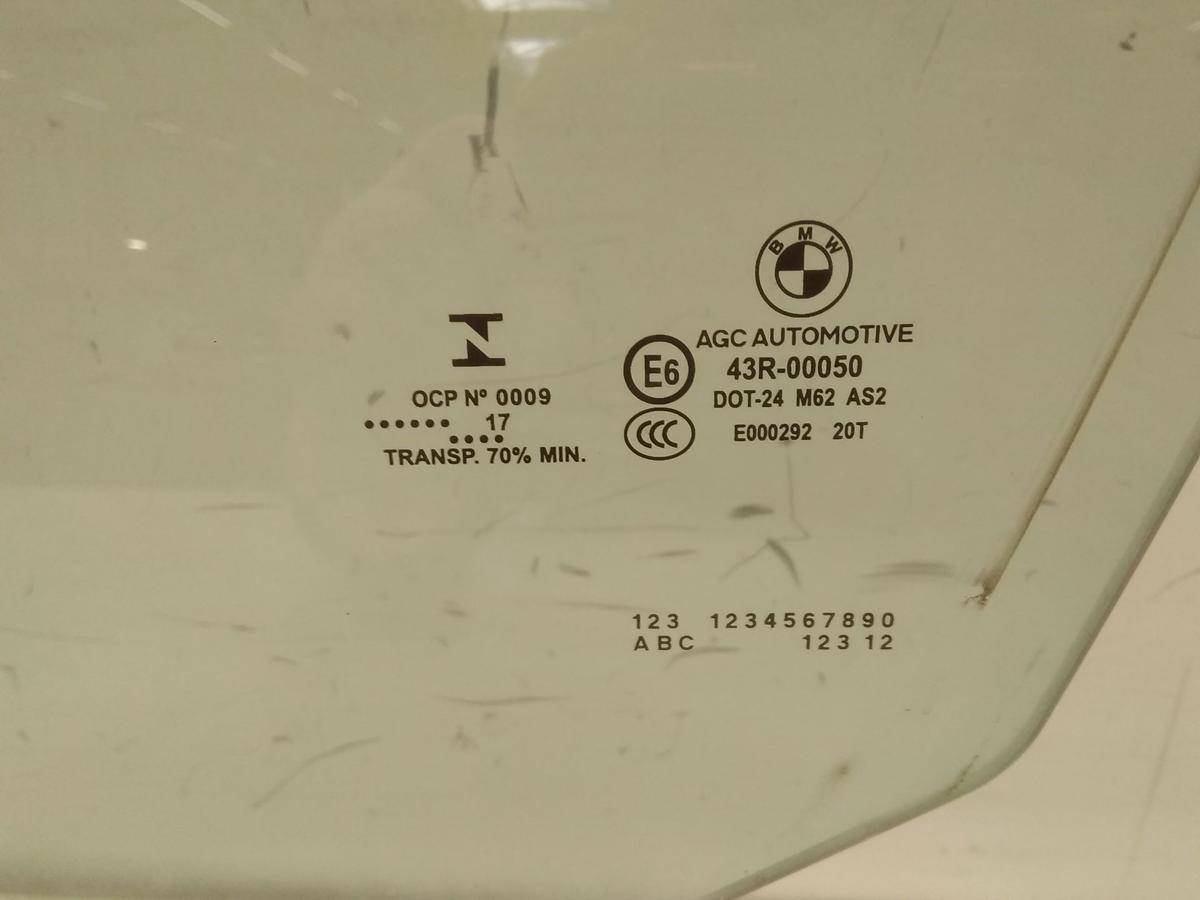 BMW
AGC AUTOMOTIVE
E6
43R-00050
DOT-24 M62 AS2
CCC
E000292 20T
OCP Nº 0009
•••••• 17
••••
TRANSP. 70% MIN.
123 1234567890
ABC 123 12